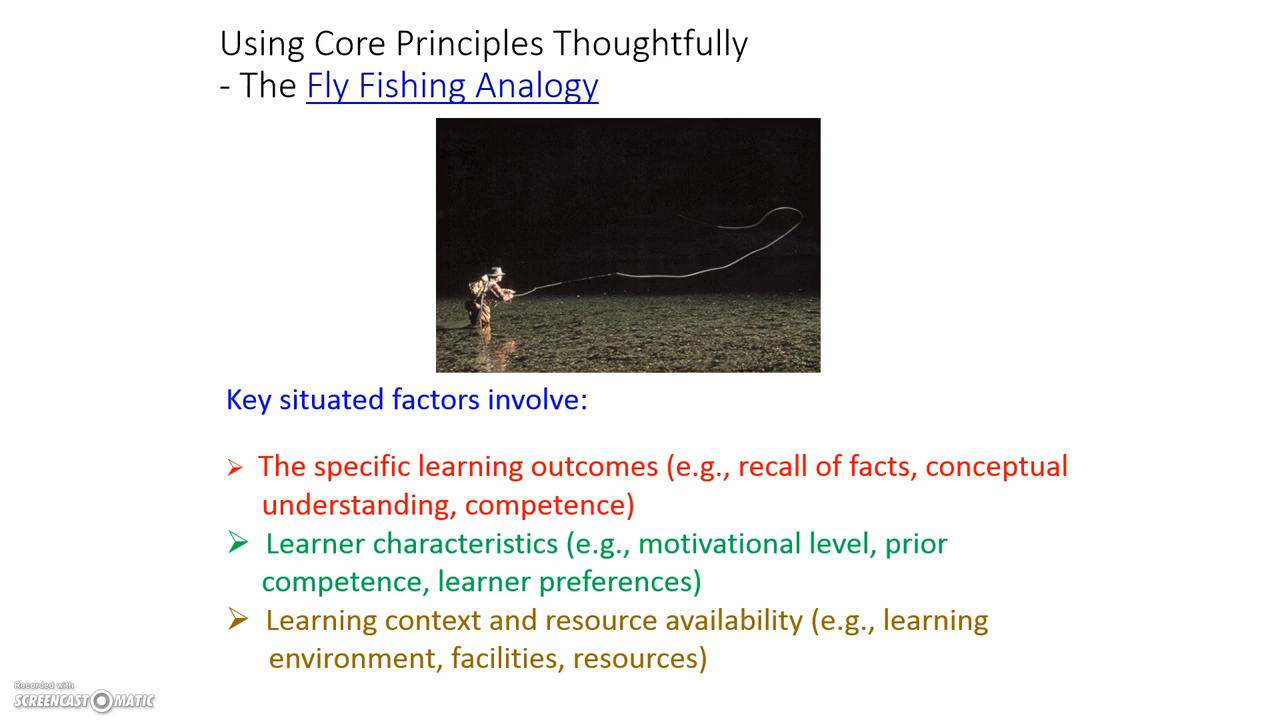 Using Core Principles Thoughtfully
- The Fly Fishing Analogy
Key situated factors involve:
➢ The specific learning outcomes (e.g., recall of facts, conceptual
understanding, competence)
➢ Learner characteristics (e.g., motivational level, prior
competence, learner preferences)
➢ Learning context and resource availability (e.g., learning
environment, facilities, resources)
Recorded with
SCREENCAST-O-MATIC